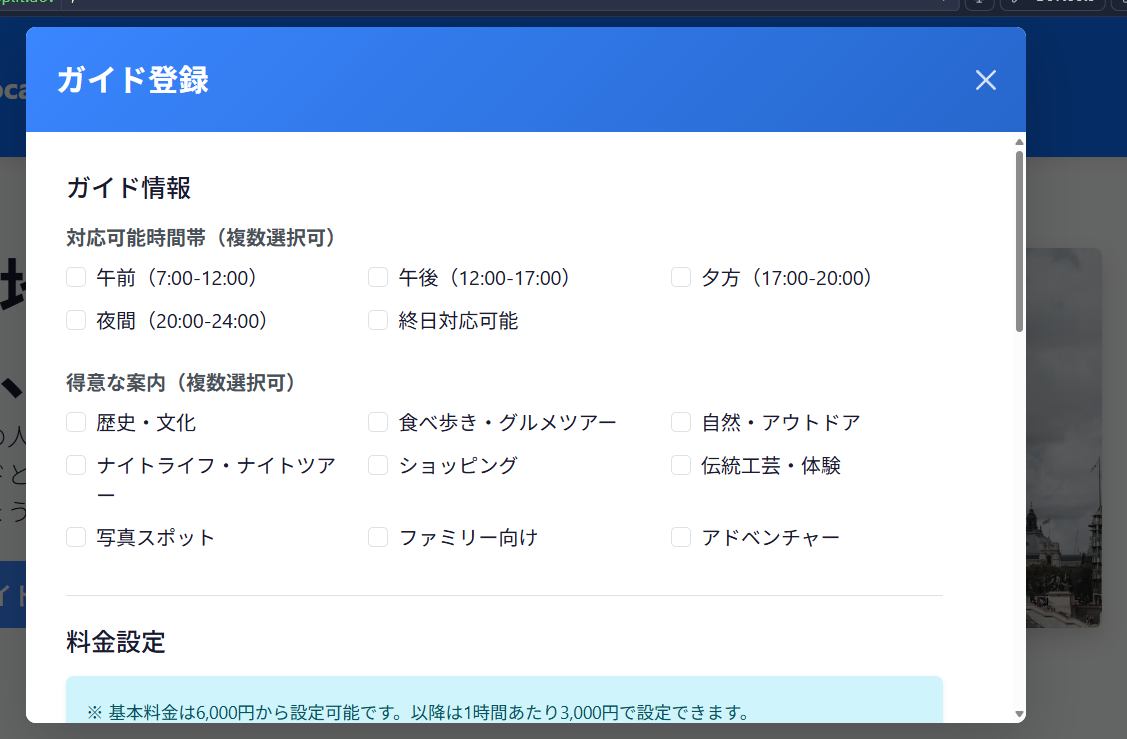 ガイド登録
ガイド情報
対応可能時間帯（複数選択可）
午前（7:00-12:00）
午後（12:00-17:00）
夕方（17:00-20:00）
夜間（20:00-24:00）
終日対応可能
得意な案内（複数選択可）
歴史・文化
食べ歩き・グルメツアー
自然・アウトドア
ナイトライフ・ナイトツア
ー
ショッピング
伝統工芸・体験
写真スポット
ファミリー向け
アドベンチャー
料金設定
※ 基本料金は6,000円から設定可能です。以降は1時間あたり3,000円で設定できます。